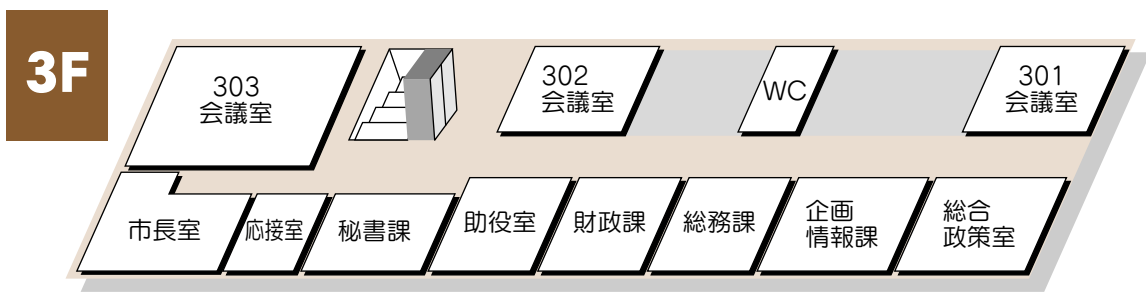 3F
303
会議室
302
会議室
WC
301
会議室
市長室
応接室
秘書課
助役室
財政課
総務課
企画
情報課
総合
政策室